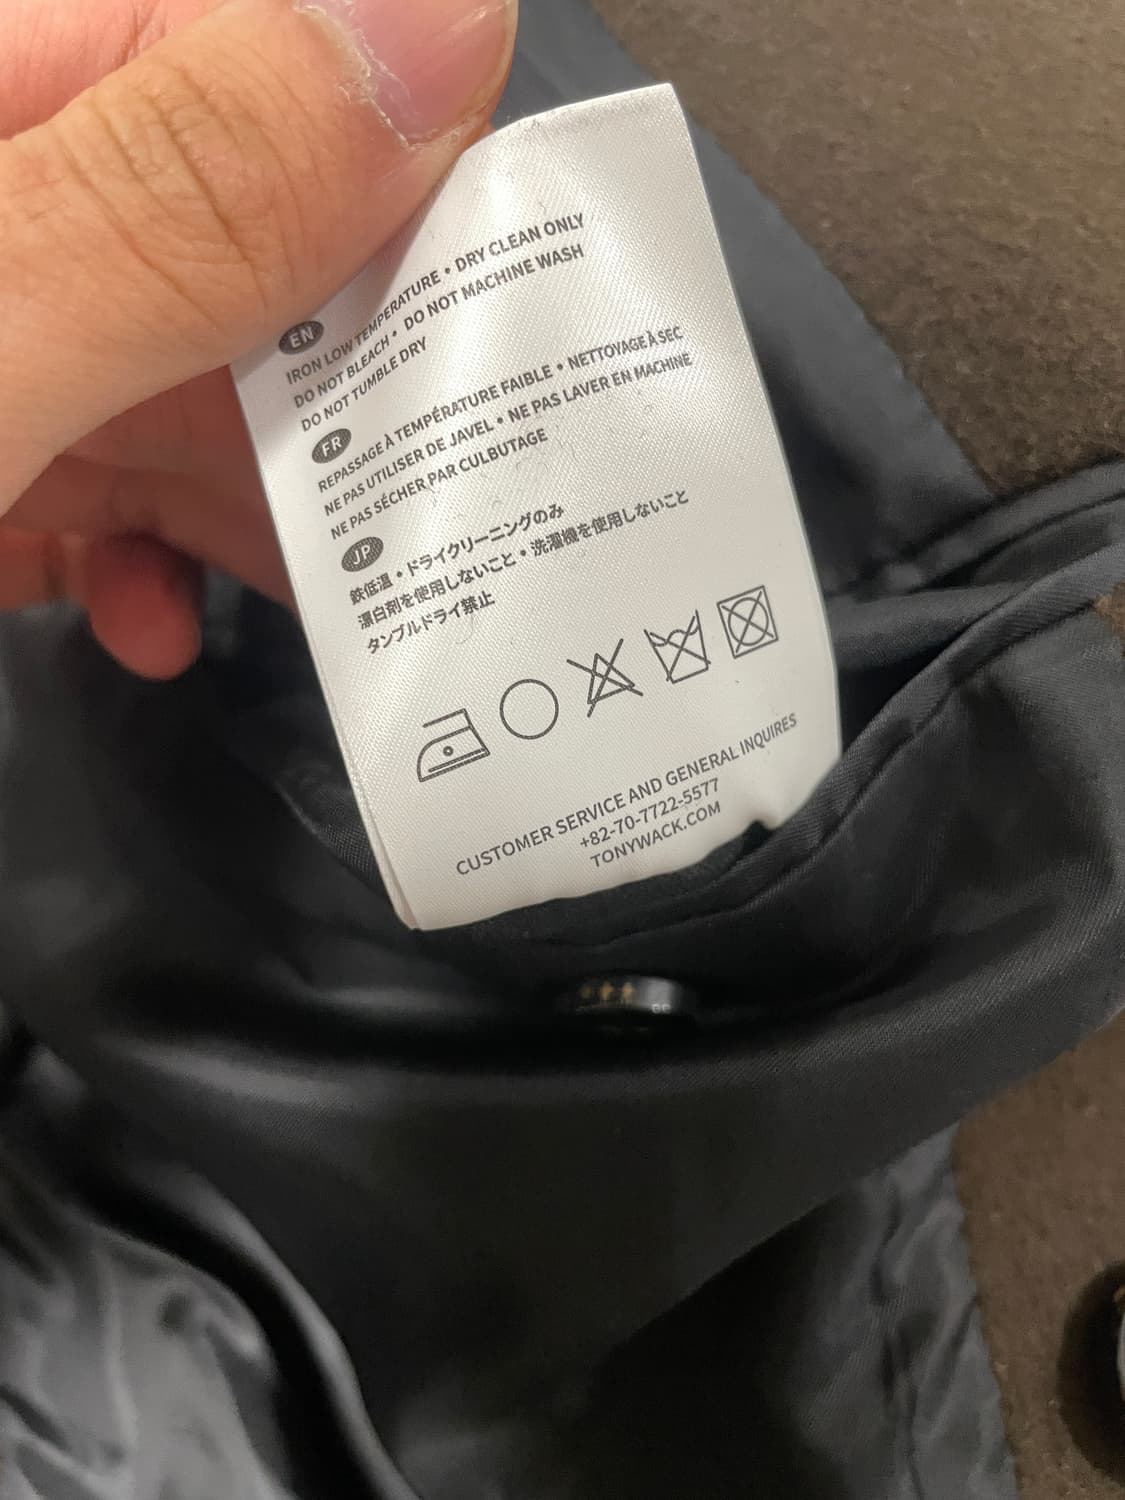 EN
IRON LOW TEMPERATURE • DRY CLEAN ONLY
DO NOT BLEACH • DO NOT MACHINE WASH
DO NOT TUMBLE DRY
FR
REPASSAGE À TEMPÉRATURE FAIBLE • NETTOYAGE À SEC
NE PAS UTILISER DE JAVEL • NE PAS LAVER EN MACHINE
NE PAS SÉCHER PAR CULBUTAGE
JP
鉄低温・ドライクリーニングのみ
漂白剤を使用しないこと・洗濯機を使用しないこと
タンブルドライ禁止
CUSTOMER SERVICE AND GENERAL INQUIRES
+82-70-7722-5577
TONYWACK.COM